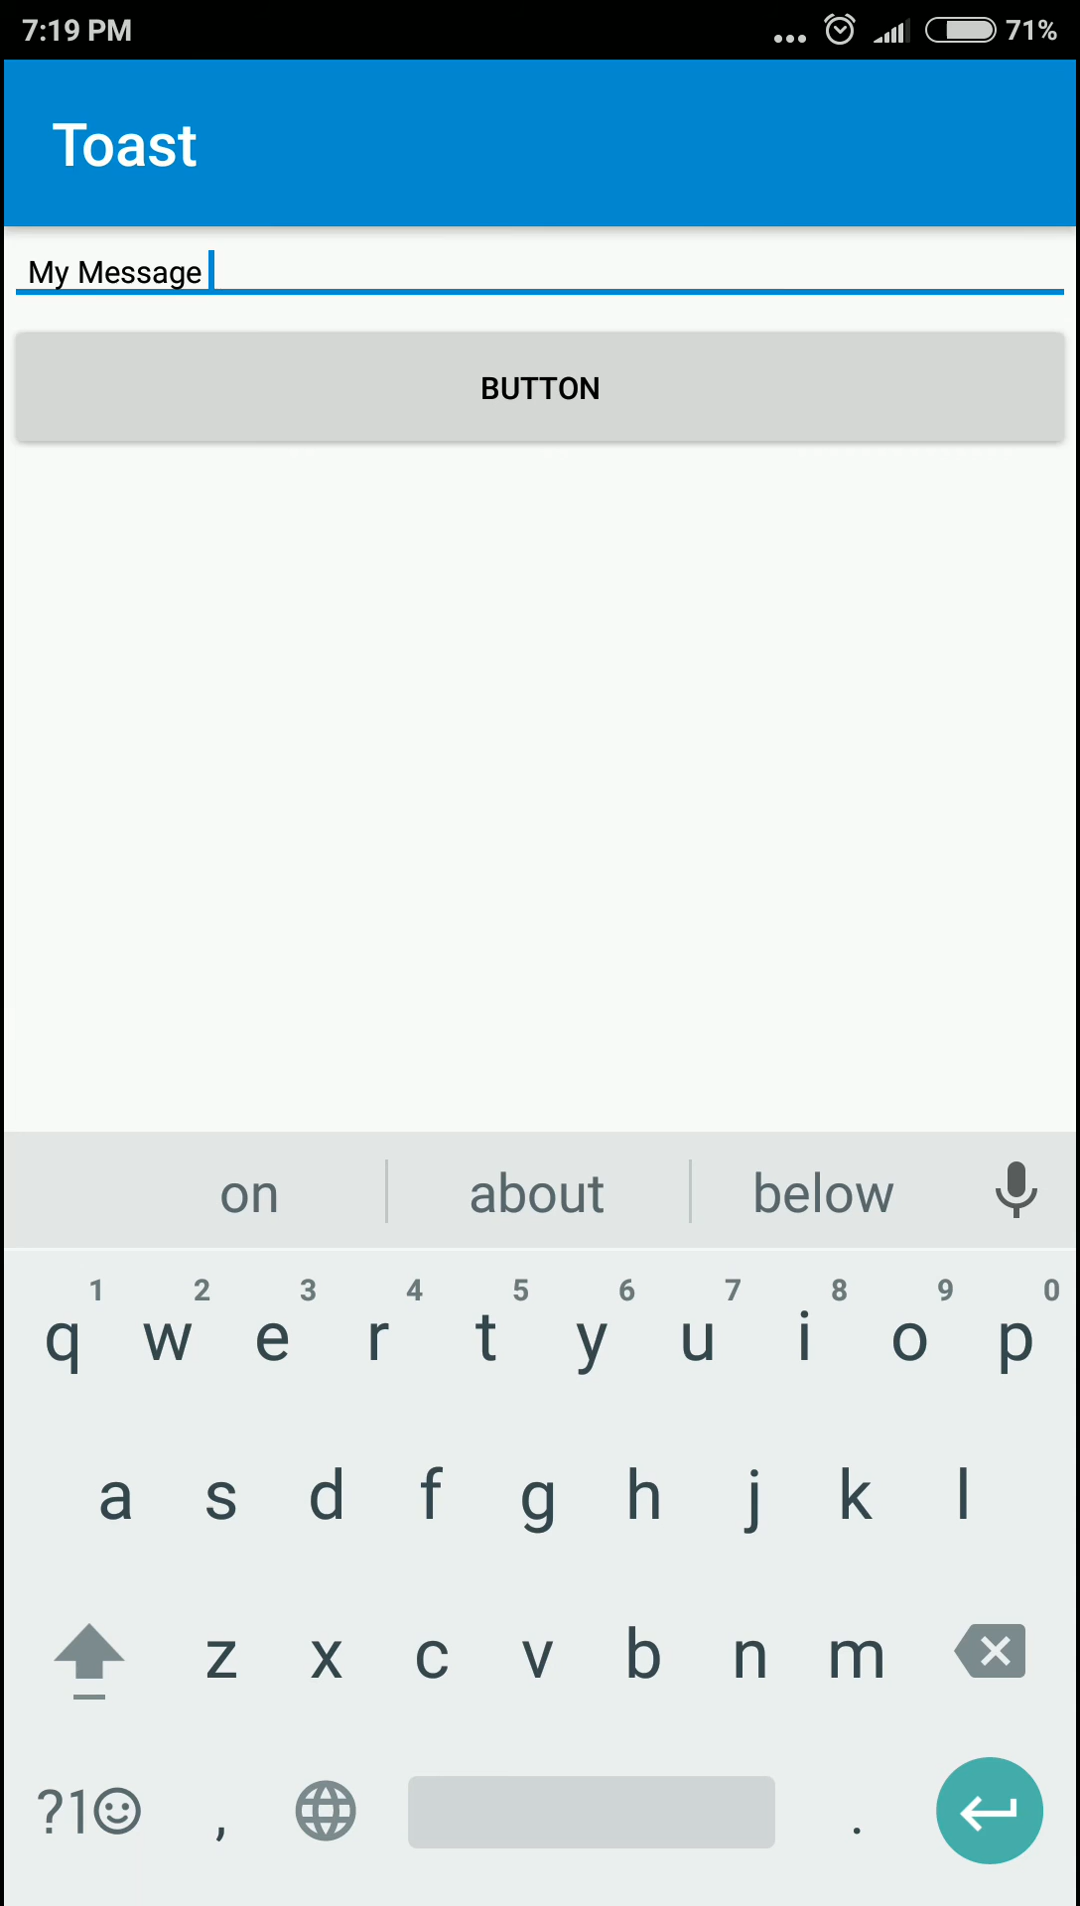 7:19 PM 71%
Toast
My Message
BUTTON
on about below
1 2 3 4 5 6 7 8 9 0
q w e r t y u i o p
a s d f g h j k l
z x c v b n m
?1 , .